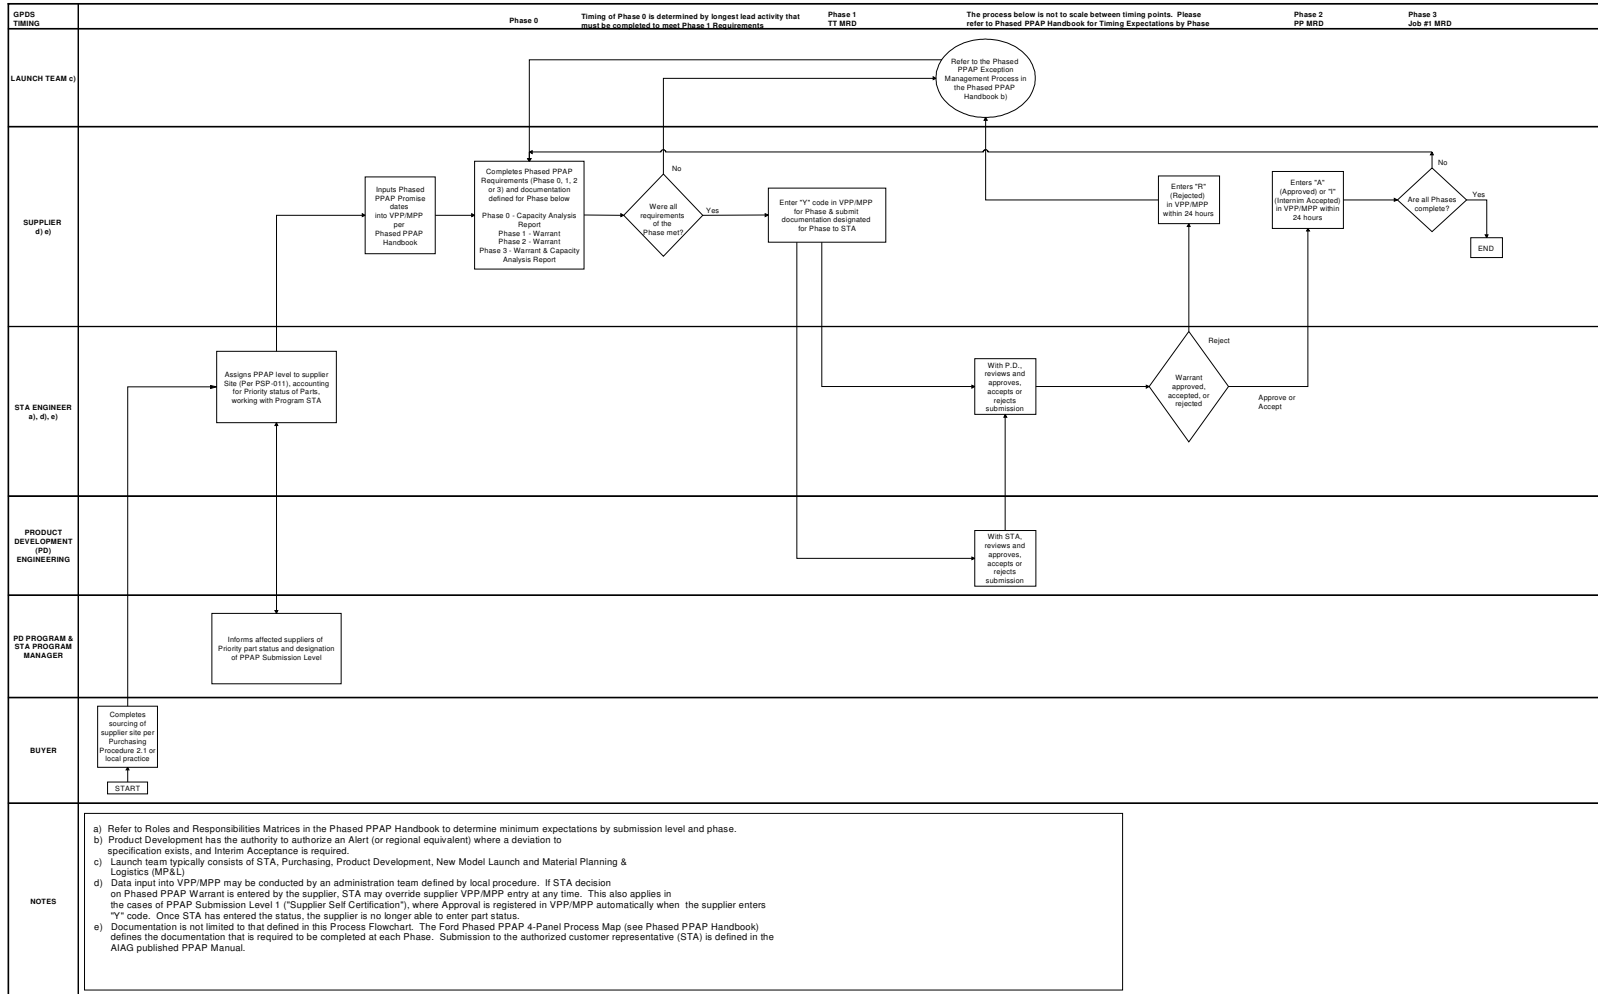 GPDS
TIMING
Phase 0
Timing of Phase 0 is determined by longest lead activity that
must be completed to meet Phase 1 Requirements
Phase 1
TT MRD
The process below is not to scale between timing points. Please
refer to Phased PPAP Handbook for Timing Expectations by Phase
Phase 2
PP MRD
Phase 3
Job #1 MRD
LAUNCH TEAM c)
Refer to the Phased
PPAP Exception
Management Process in
the Phased PPAP
Handbook b)
SUPPLIER
d) e)
Inputs Phased
PPAP Promise
dates
into VPP/MPP
per
Phased PPAP
Handbook
Completes Phased PPAP
Requirements (Phase 0, 1, 2
or 3) and documentation
defined for Phase below
Phase 0 - Capacity Analysis
Report
Phase 1 - Warrant
Phase 2 - Warrant
Phase 3 - Warrant & Capacity
Analysis Report
No
Were all
requirements
of the
Phase met?
Yes
Enter "Y" code in VPP/MPP
for Phase & submit
documentation designated
for Phase to STA
Enters "R"
(Rejected)
in VPP/MPP
within 24 hours
Enters "A"
(Approved) or "I"
(Internim Accepted)
in VPP/MPP within
24 hours
No
Are all Phases
complete?
Yes
END
STA ENGINEER
a), d), e)
Assigns PPAP level to supplier
Site (Per PSP-011), accounting
for Priority status of Parts,
working with Program STA
With P.D.,
reviews and
approves,
accepts or
rejects
submission
Reject
Warrant
approved,
accepted, or
rejected
Approve or
Accept
PRODUCT
DEVELOPMENT
(PD)
ENGINEERING
With STA,
reviews and
approves,
accepts or
rejects
submission
PD PROGRAM &
STA PROGRAM
MANAGER
Informs affected suppliers of
Priority part status and designation
of PPAP Submission Level
BUYER
Completes
sourcing of
supplier site per
Purchasing
Procedure 2.1 or
local practice
START
NOTES
a) Refer to Roles and Responsibilities Matrices in the Phased PPAP Handbook to determine minimum expectations by submission level and phase.
b) Product Development has the authority to authorize an Alert (or regional equivalent) where a deviation to
specification exists, and Interim Acceptance is required.
c) Launch team typically consists of STA, Purchasing, Product Development, New Model Launch and Material Planning &
Logistics (MP&L)
d) Data input into VPP/MPP may be conducted by an administration team defined by local procedure. If STA decision
on Phased PPAP Warrant is entered by the supplier, STA may override supplier VPP/MPP entry at any time. This also applies in
the cases of PPAP Submission Level 1 ("Supplier Self Certification"), where Approval is registered in VPP/MPP automatically when the supplier enters
"Y" code. Once STA has entered the status, the supplier is no longer able to enter part status.
e) Documentation is not limited to that defined in this Process Flowchart. The Ford Phased PPAP 4-Panel Process Map (see Phased PPAP Handbook)
defines the documentation that is required to be completed at each Phase. Submission to the authorized customer representative (STA) is defined in the
AIAG published PPAP Manual.